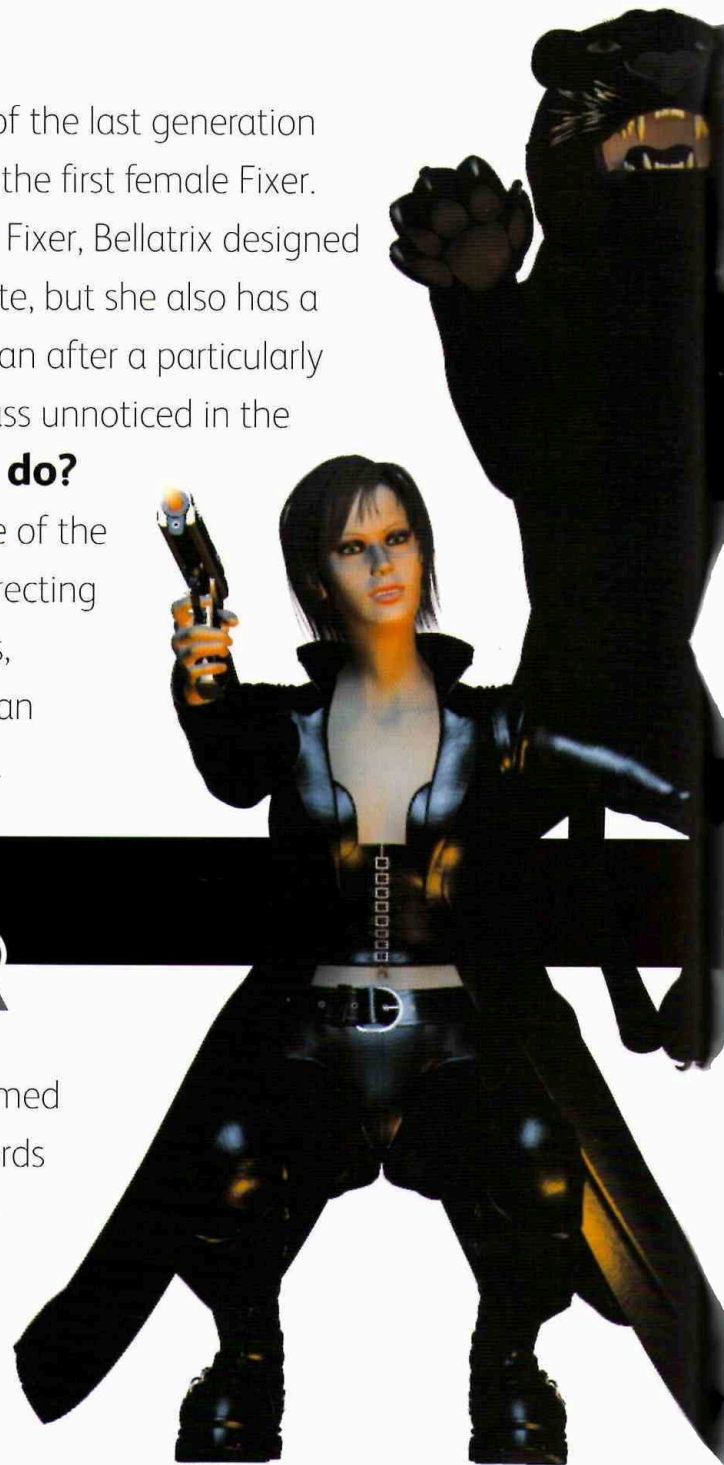 of the last generation
the first female Fixer.
Fixer, Bellatrix designed
te, but she also has a
an after a particularly
ass unnoticed in the
do?
e of the
recting
s,
an
med
rds